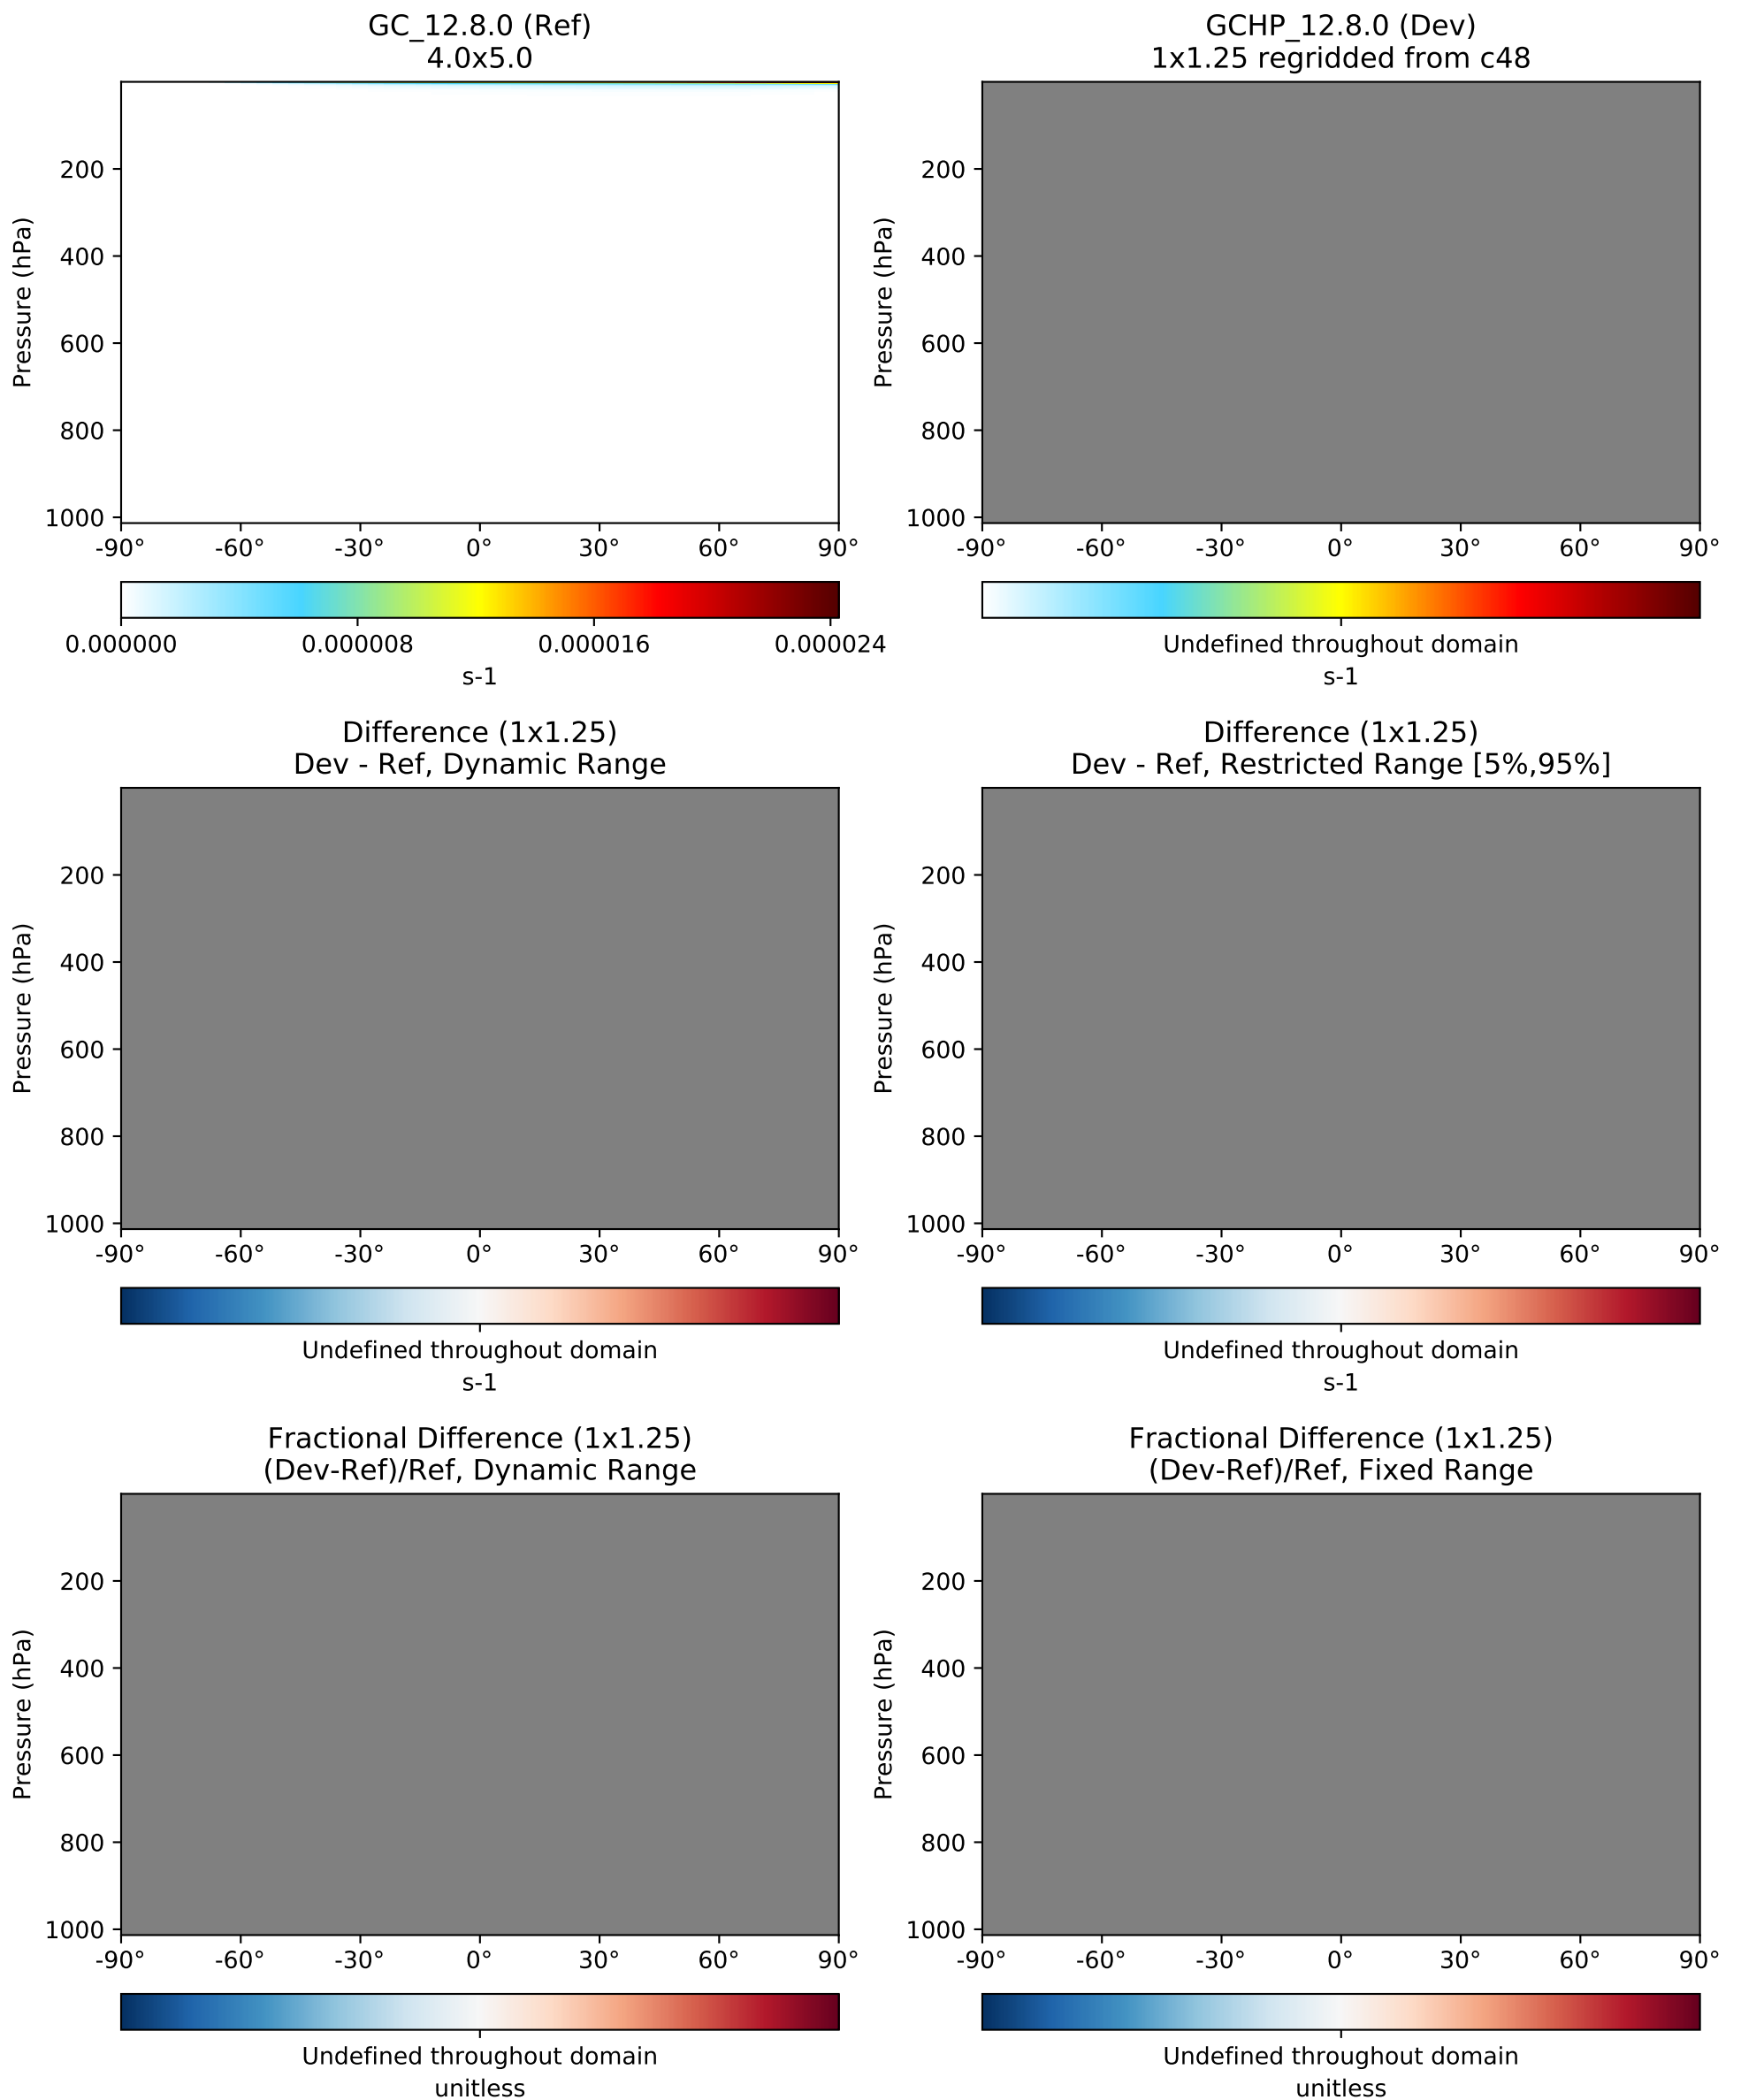 GC_12.8.0 (Ref)
4.0x5.0
Pressure (hPa)
200
400
600
800
1000
-90° -60° -30° 0° 30° 60° 90°
0.000000 0.000008 0.000016 0.000024
s-1
GCHP_12.8.0 (Dev)
1x1.25 regridded from c48
Pressure (hPa)
200
400
600
800
1000
-90° -60° -30° 0° 30° 60° 90°
Undefined throughout domain
s-1
Difference (1x1.25)
Dev - Ref, Dynamic Range
Pressure (hPa)
200
400
600
800
1000
-90° -60° -30° 0° 30° 60° 90°
Undefined throughout domain
s-1
Difference (1x1.25)
Dev - Ref, Restricted Range [5%,95%]
Pressure (hPa)
200
400
600
800
1000
-90° -60° -30° 0° 30° 60° 90°
Undefined throughout domain
s-1
Fractional Difference (1x1.25)
(Dev-Ref)/Ref, Dynamic Range
Pressure (hPa)
200
400
600
800
1000
-90° -60° -30° 0° 30° 60° 90°
Undefined throughout domain
unitless
Fractional Difference (1x1.25)
(Dev-Ref)/Ref, Fixed Range
Pressure (hPa)
200
400
600
800
1000
-90° -60° -30° 0° 30° 60° 90°
Undefined throughout domain
unitless